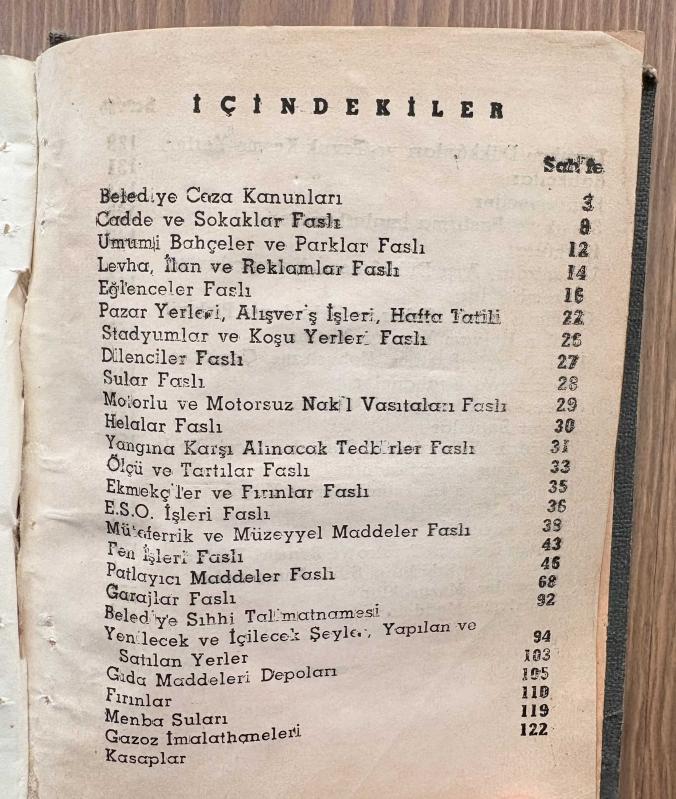 İÇİNDEKİLER
Sahife
Belediye Ceza Kanunları 3
Cadde ve Sokaklar Faslı 8
Umumi Bahçeler ve Parklar Faslı 12
Levha, İlan ve Reklamlar Faslı 14
Eğlenceler Faslı 16
Pazar Yerleri, Alışveriş İşleri, Hafta Tatili 22
Stadyumlar ve Koşu Yerleri Faslı 26
Dilenciler Faslı 27
Sular Faslı 28
Motorlu ve Motorsuz Nakil Vasıtaları Faslı 29
Helalar Faslı 30
Yangına Karşı Alınacak Tedbirler Faslı 31
Ölçü ve Tartılar Faslı 33
Ekmekçiler ve Fırınlar Faslı 35
E.S.O. İşleri Faslı 36
Müteferrik ve Müzeyyel Maddeler Faslı 39
Fen İşleri Faslı 43
Patlayıcı Maddeler Faslı 46
Garajlar Faslı 68
Belediye Sıhhi Talimatnamesi 92
Yenilecek ve İçilecek Şeyler, Yapılan ve
Satılan Yerler 94
Gıda Maddeleri Depoları 103
Fırınlar 105
Menba Suları 110
Gazoz İmalathaneleri 119
Kasaplar 122